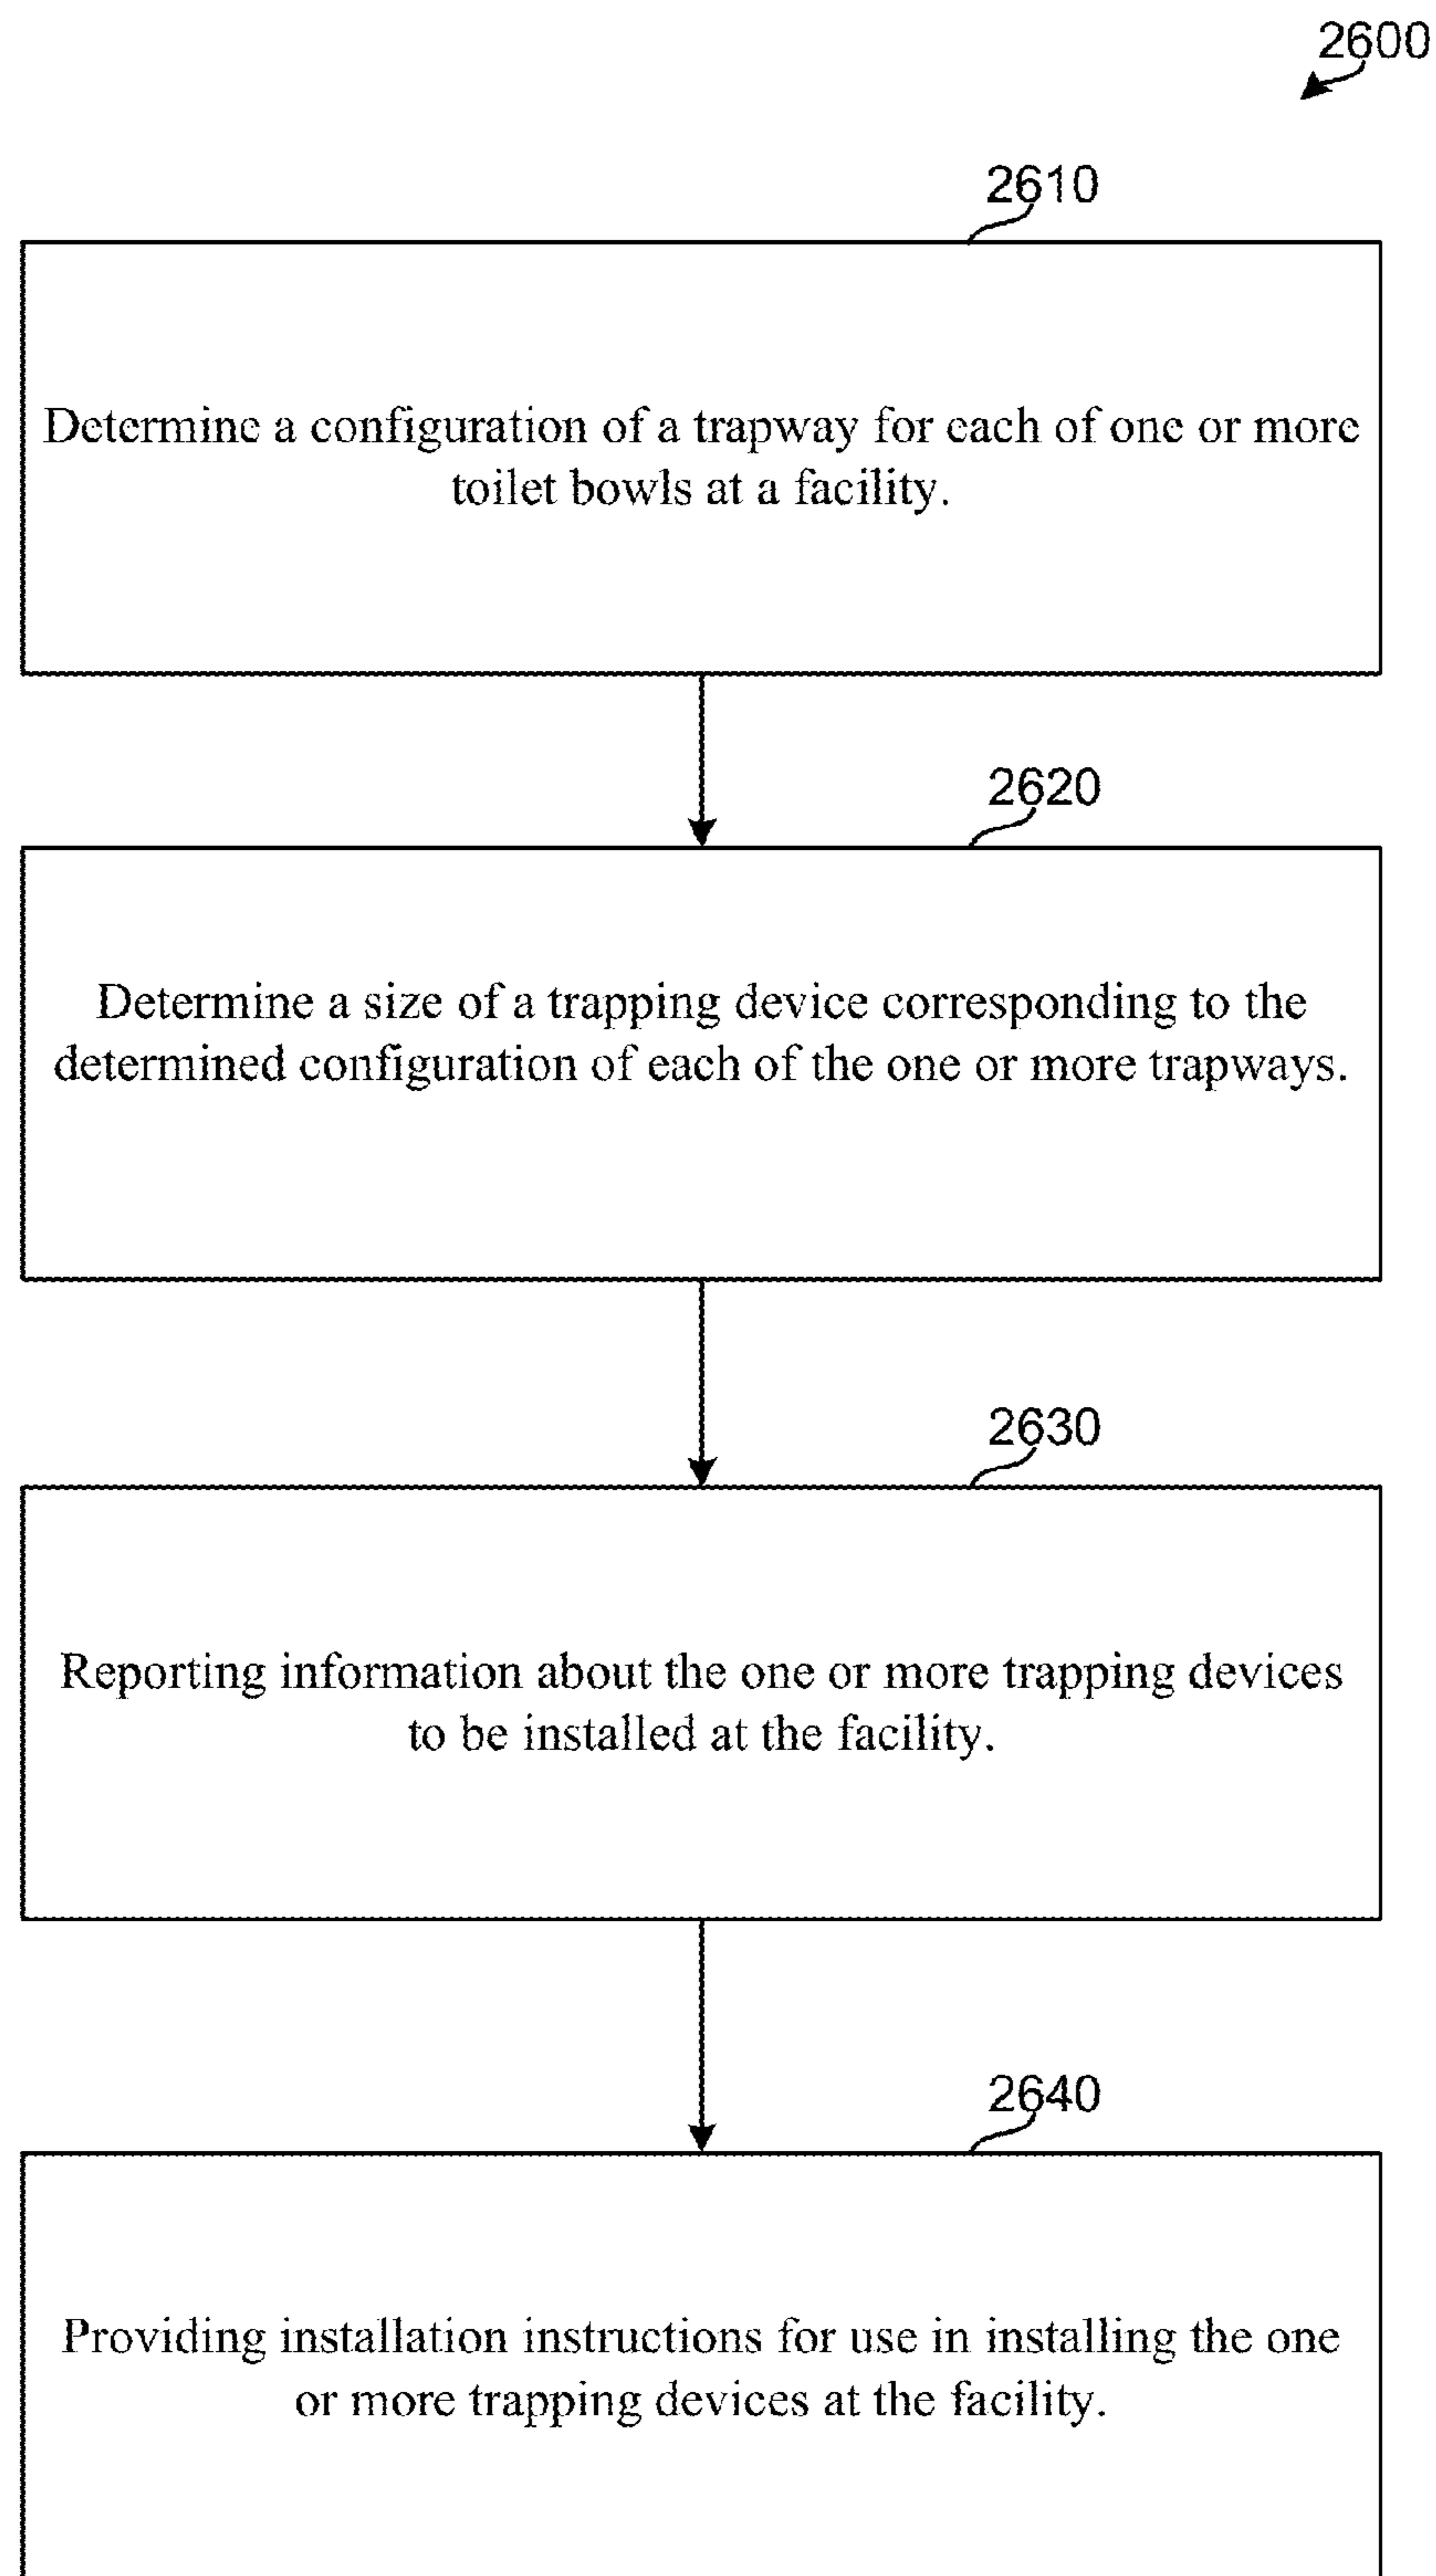 2600
2610
Determine a configuration of a trapway for each of one or more
toilet bowls at a facility.
2620
Determine a size of a trapping device corresponding to the
determined configuration of each of the one or more trapways.
2630
Reporting information about the one or more trapping devices
to be installed at the facility.
2640
Providing installation instructions for use in installing the one
or more trapping devices at the facility.